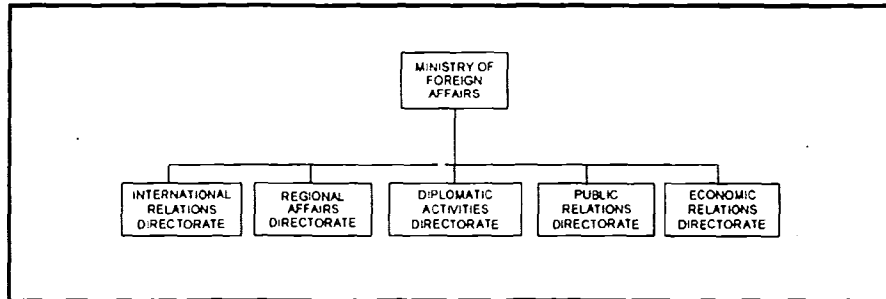 MINISTRY OF
FOREIGN
AFFAIRS
INTERNATIONAL
RELATIONS
DIRECTORATE
REGIONAL
AFFAIRS
DIRECTORATE
DIPLOMATIC
ACTIVITIES
DIRECTORATE
PUBLIC
RELATIONS
DIRECTORATE
ECONOMIC
RELATIONS
DIRECTORATE